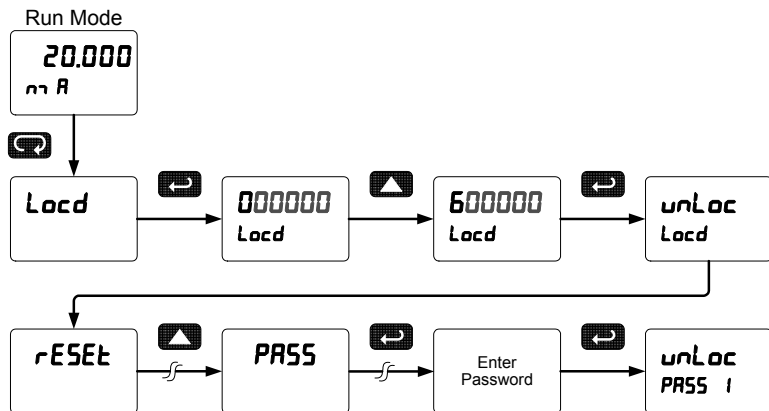 Run Mode
20.000
mA
Locd
000000
Locd
600000
Locd
unLoc
Locd
rESEt
PASS
Enter
Password
unLoc
PASS 1